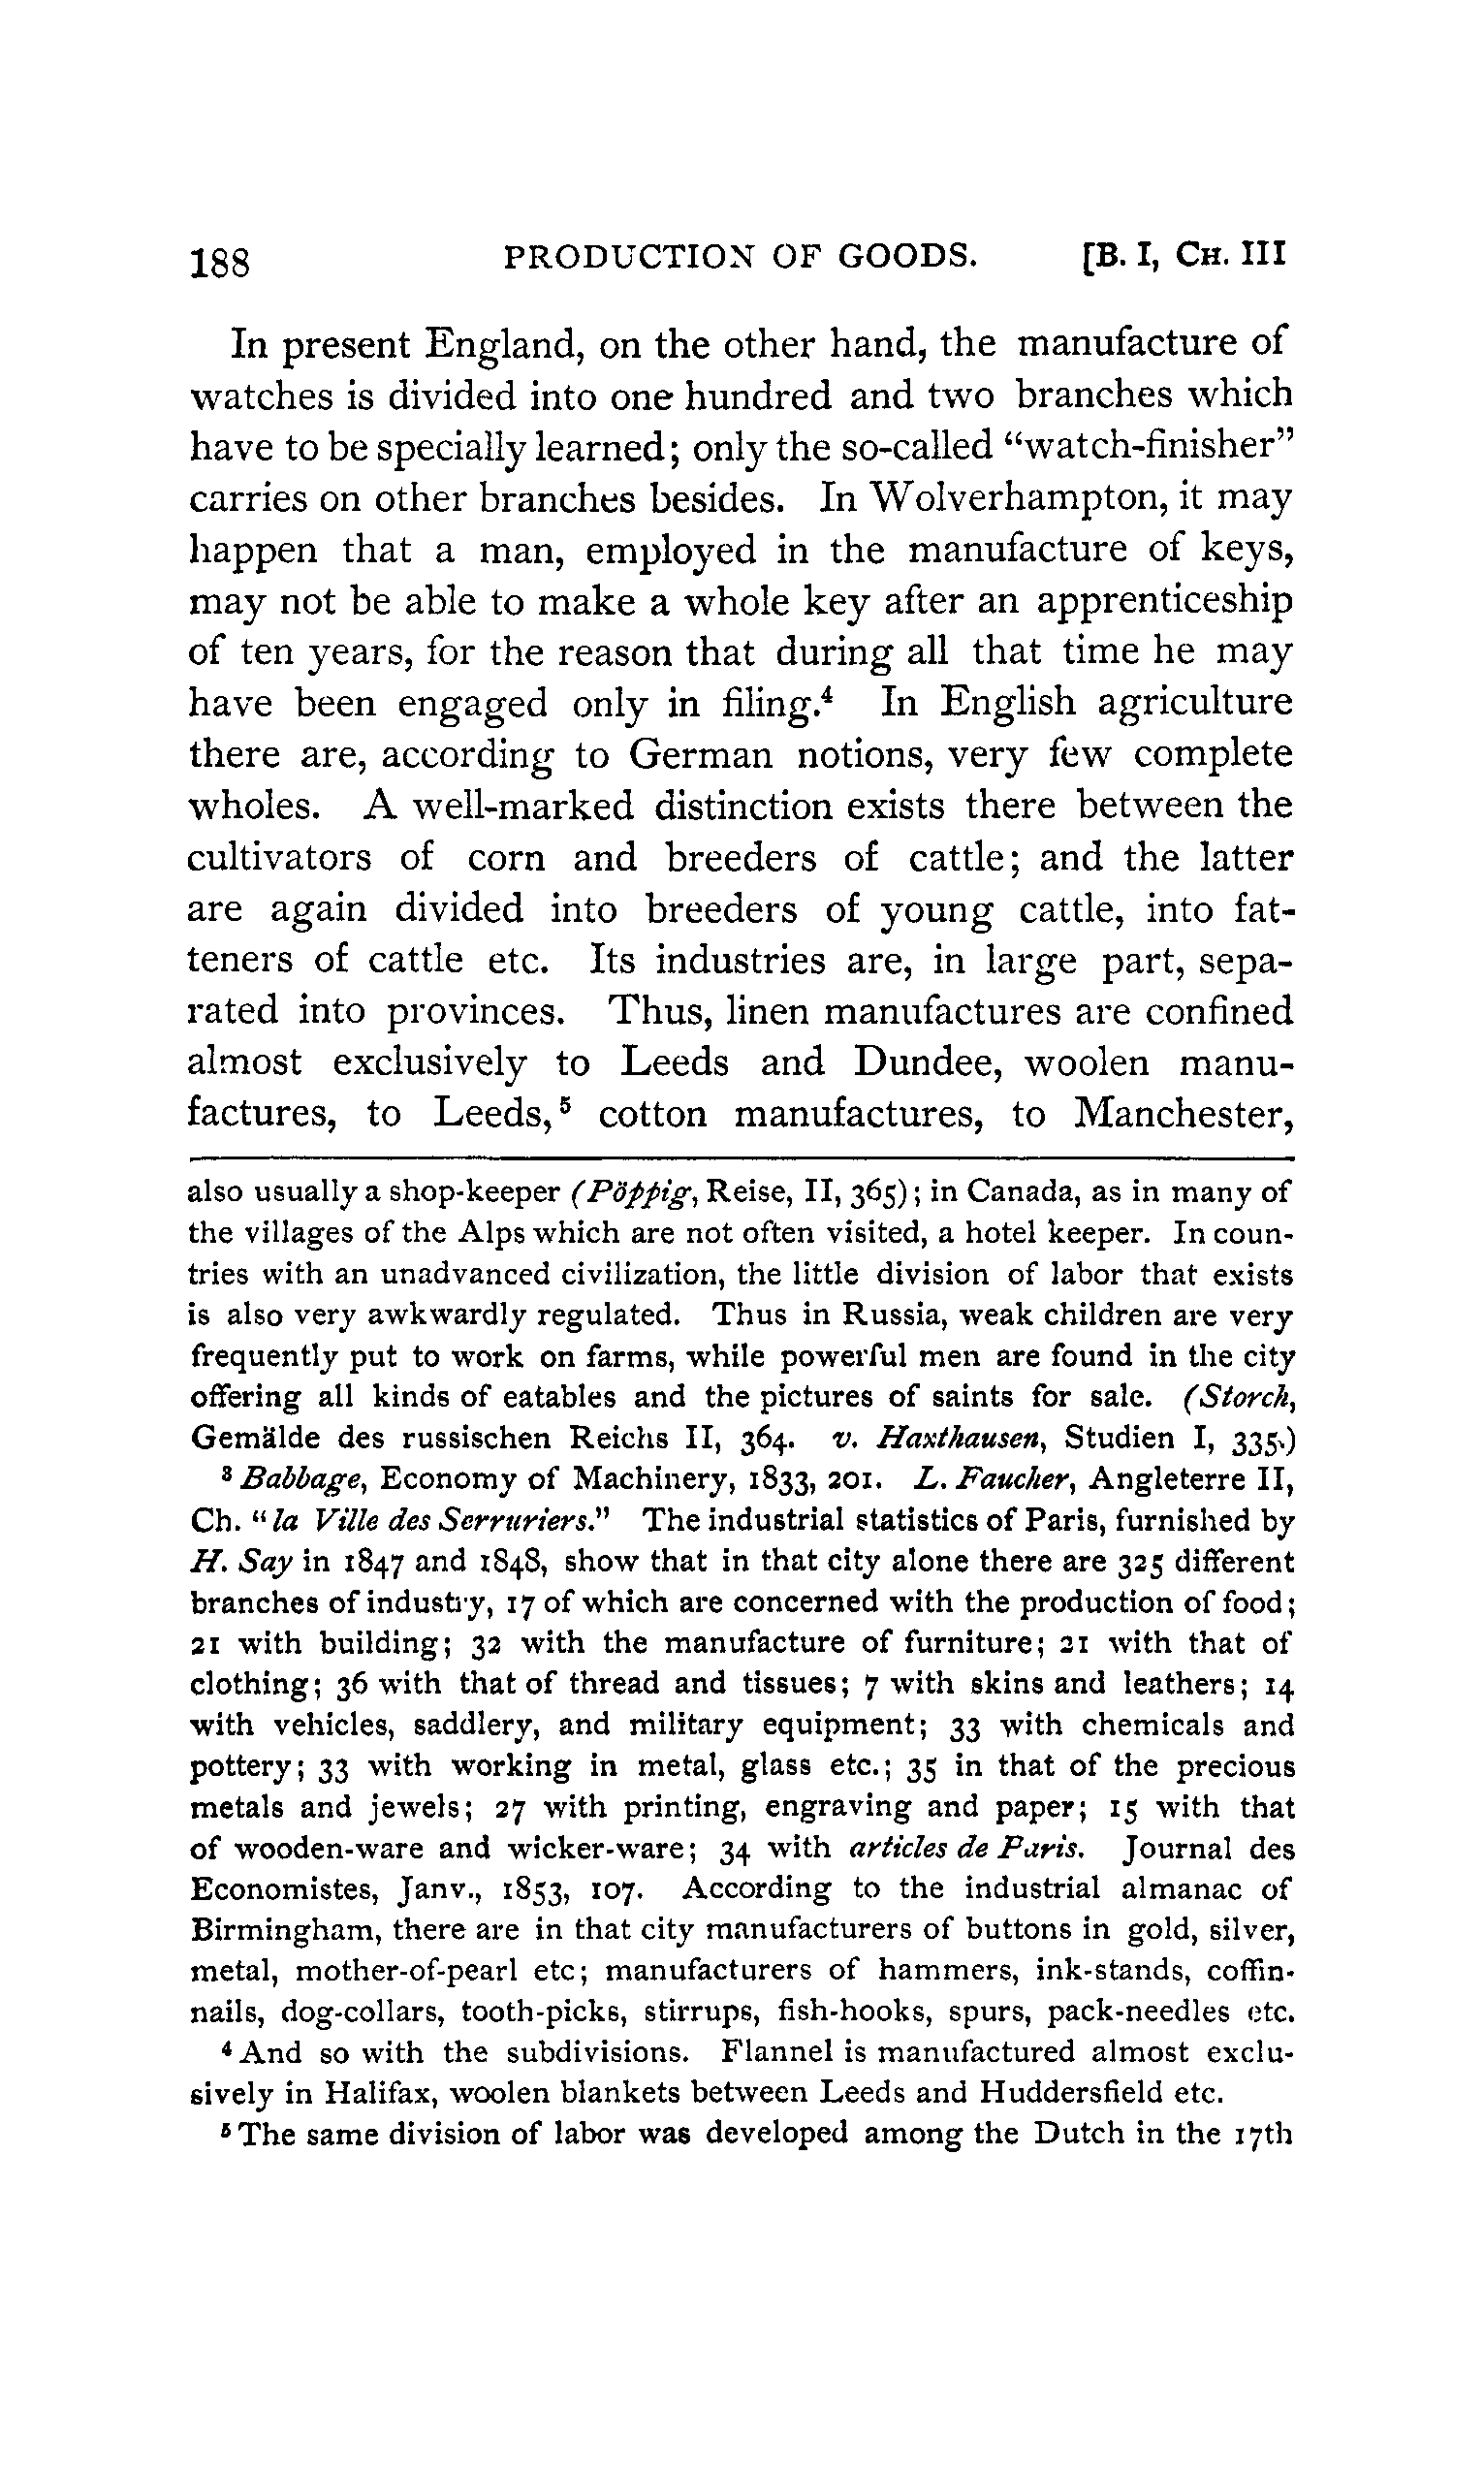 188 PRODUCTION OF GOODS. [B. I, CH. III
In present England, on the other hand, the manufacture of
watches is divided into one hundred and two branches which
have to be specially learned; only the so-called "watch-finisher"
carries on other branches besides. In Wolverhampton, it may
happen that a man, employed in the manufacture of keys,
may not be able to make a whole key after an apprenticeship
of ten years, for the reason that during all that time he may
have been engaged only in filing.⁴ In English agriculture
there are, according to German notions, very few complete
wholes. A well-marked distinction exists there between the
cultivators of corn and breeders of cattle; and the latter
are again divided into breeders of young cattle, into fat-
teners of cattle etc. Its industries are, in large part, sepa-
rated into provinces. Thus, linen manufactures are confined
almost exclusively to Leeds and Dundee, woolen manu-
factures, to Leeds,⁵ cotton manufactures, to Manchester,
also usually a shop-keeper (Pöppig, Reise, II, 365); in Canada, as in many of
the villages of the Alps which are not often visited, a hotel keeper. In coun-
tries with an unadvanced civilization, the little division of labor that exists
is also very awkwardly regulated. Thus in Russia, weak children are very
frequently put to work on farms, while powerful men are found in the city
offering all kinds of eatables and the pictures of saints for sale. (Storch,
Gemälde des russischen Reichs II, 364. v. Haxthausen, Studien I, 335.)
³ Babbage, Economy of Machinery, 1833, 201. L. Faucher, Angleterre II,
Ch. "la Ville des Serruriers." The industrial statistics of Paris, furnished by
H. Say in 1847 and 1848, show that in that city alone there are 325 different
branches of industry, 17 of which are concerned with the production of food;
21 with building; 32 with the manufacture of furniture; 21 with that of
clothing; 36 with that of thread and tissues; 7 with skins and leathers; 14
with vehicles, saddlery, and military equipment; 33 with chemicals and
pottery; 33 with working in metal, glass etc.; 35 in that of the precious
metals and jewels; 27 with printing, engraving and paper; 15 with that
of wooden-ware and wicker-ware; 34 with articles de Paris. Journal des
Economistes, Janv., 1853, 107. According to the industrial almanac of
Birmingham, there are in that city manufacturers of buttons in gold, silver,
metal, mother-of-pearl etc; manufacturers of hammers, ink-stands, coffin-
nails, dog-collars, tooth-picks, stirrups, fish-hooks, spurs, pack-needles etc.
⁴ And so with the subdivisions. Flannel is manufactured almost exclu-
sively in Halifax, woolen blankets between Leeds and Huddersfield etc.
⁵ The same division of labor was developed among the Dutch in the 17th